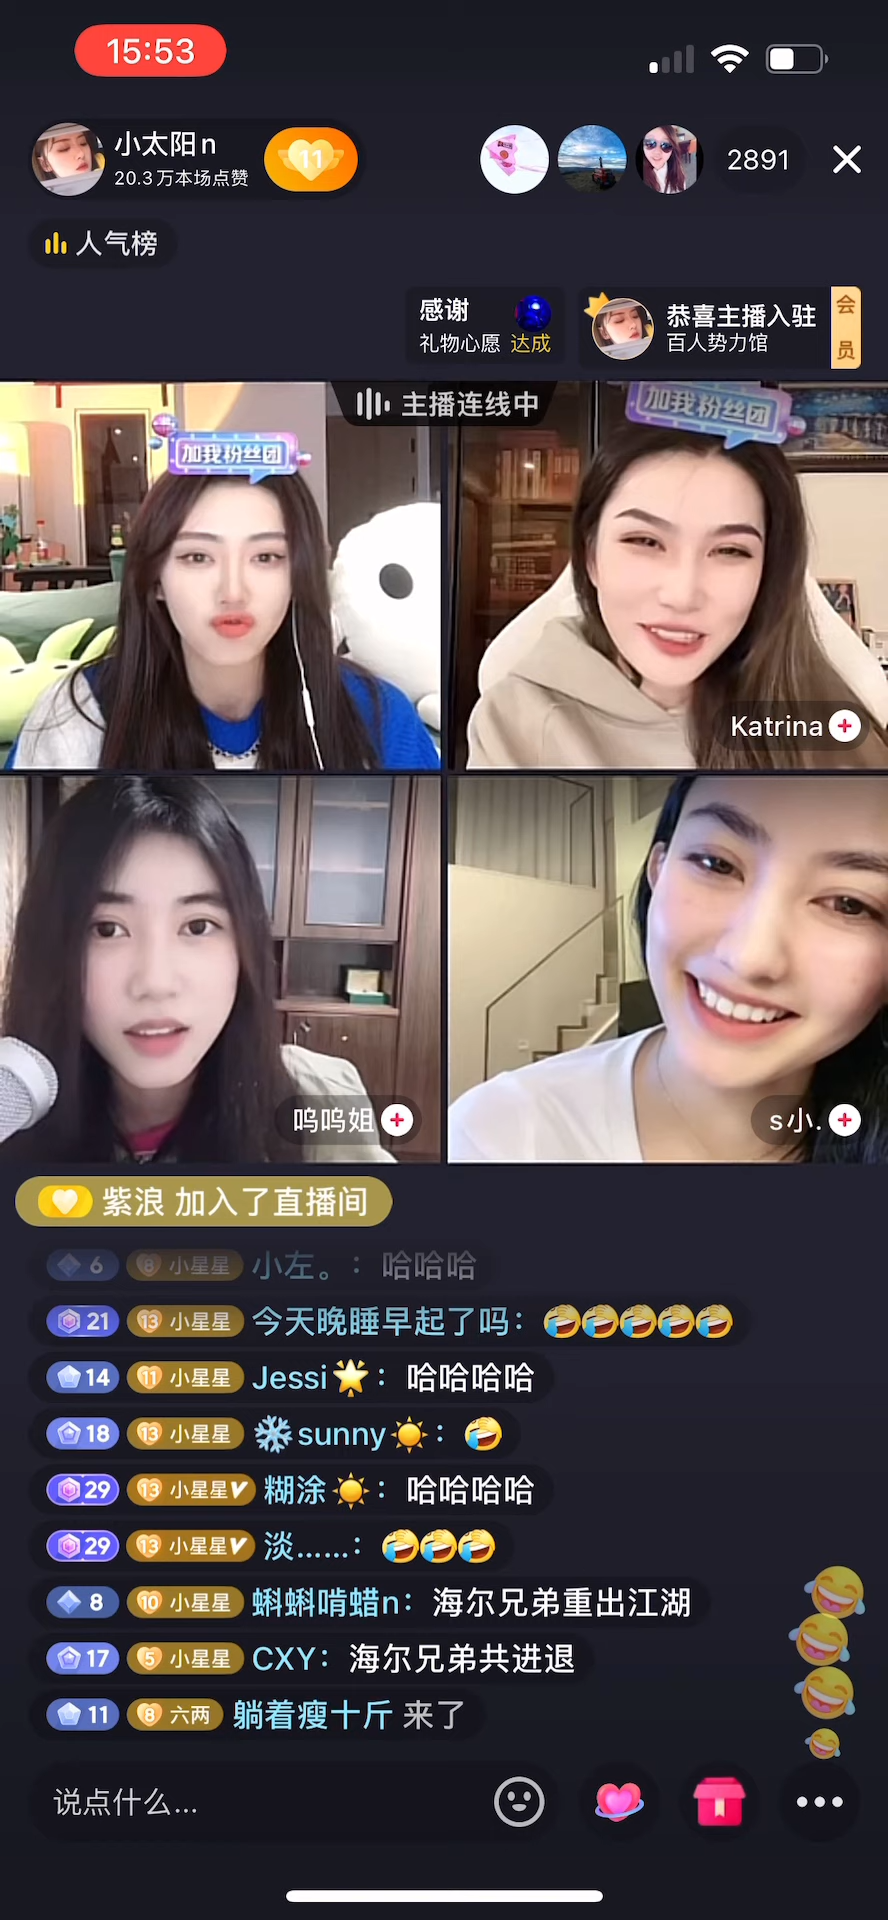 15:53
小太阳n
20.3万本场点赞
11
2891
人气榜
感谢
礼物心愿 达成
恭喜主播入驻
百人势力馆
会员
主播连线中
加我粉丝团
加我粉丝团
Katrina
呜呜姐
s小.
紫浪 加入了直播间
6 8 小星星 小左。： 哈哈哈
21 13 小星星 今天晚睡早起了吗：🤣🤣🤣🤣🤣
14 11 小星星 Jessi🌟： 哈哈哈哈
18 13 小星星 ❄️sunny☀️：🤣
29 13 小星星 糊涂☀️： 哈哈哈哈
29 13 小星星 淡……：🤣🤣🤣
8 10 小星星 蝌蝌啃蜡n：海尔兄弟重出江湖
17 5 小星星 CXY：海尔兄弟共进退
11 8 六两 躺着瘦十斤 来了
说点什么...